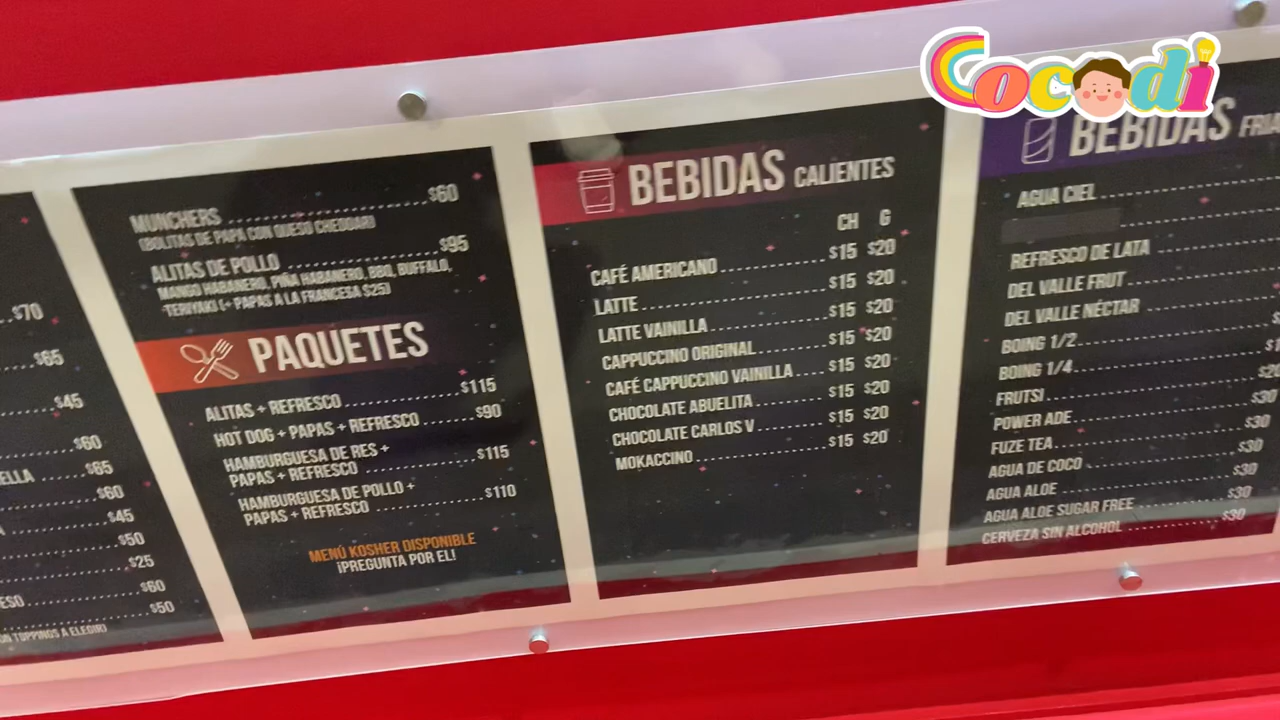 Cocodi
...$70
...$65
...$45
...$60
ELLA ...$65
...$60
...$45
...$50
...$25
...$60
ESO ...$50
ON TOPPINGS A ELEGIR)
MUNCHERS ...$60
(BOLITAS DE PAPA CON QUESO CHEDDAR)
ALITAS DE POLLO ...$95
MANGO HABANERO, PIÑA HABANERO, BBQ, BUFFALO,
TERIYAKI (+ PAPAS A LA FRANCESA $25)
PAQUETES
ALITAS + REFRESCO ...$115
HOT DOG + PAPAS + REFRESCO ...$90
HAMBURGUESA DE RES +
PAPAS + REFRESCO ...$115
HAMBURGUESA DE POLLO +
PAPAS + REFRESCO ...$110
MENÚ KOSHER DISPONIBLE
¡PREGUNTA POR EL!
BEBIDAS CALIENTES
CH G
CAFÉ AMERICANO ...$15 $20
LATTE ...$15 $20
LATTE VAINILLA ...$15 $20
CAPPUCCINO ORIGINAL ...$15 $20
CAFÉ CAPPUCCINO VAINILLA ...$15 $20
CHOCOLATE ABUELITA ...$15 $20
CHOCOLATE CARLOS V ...$15 $20
MOKACCINO ...$15 $20
BEBIDAS FRIA
AGUA CIEL
REFRESCO DE LATA
DEL VALLE FRUT
DEL VALLE NÉCTAR
BOING 1/2
BOING 1/4
FRUTSI
POWER ADE ...$30
FUZE TEA ...$30
AGUA DE COCO ...$30
AGUA ALOE ...$30
AGUA ALOE SUGAR FREE ...$30
CERVEZA SIN ALCOHOL ...$30